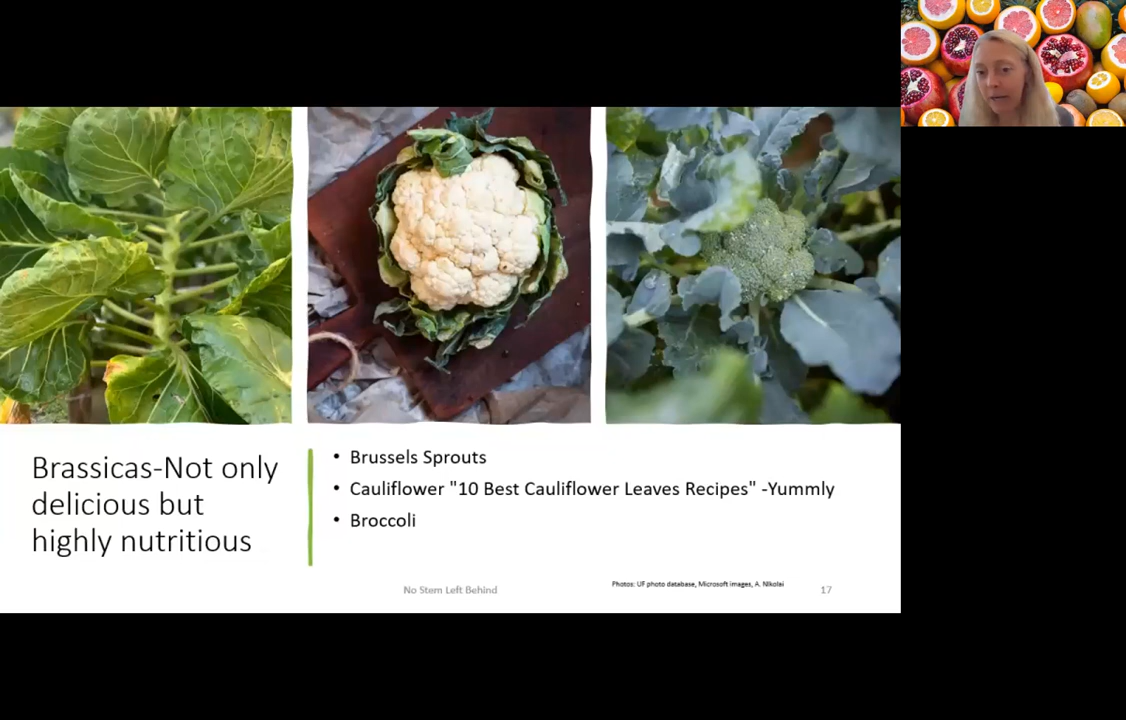 Brassicas-Not only
delicious but
highly nutritious
• Brussels Sprouts
• Cauliflower "10 Best Cauliflower Leaves Recipes" -Yummly
• Broccoli
No Stem Left Behind
Photos: UF photo database, Microsoft images, A. Nikolai
17